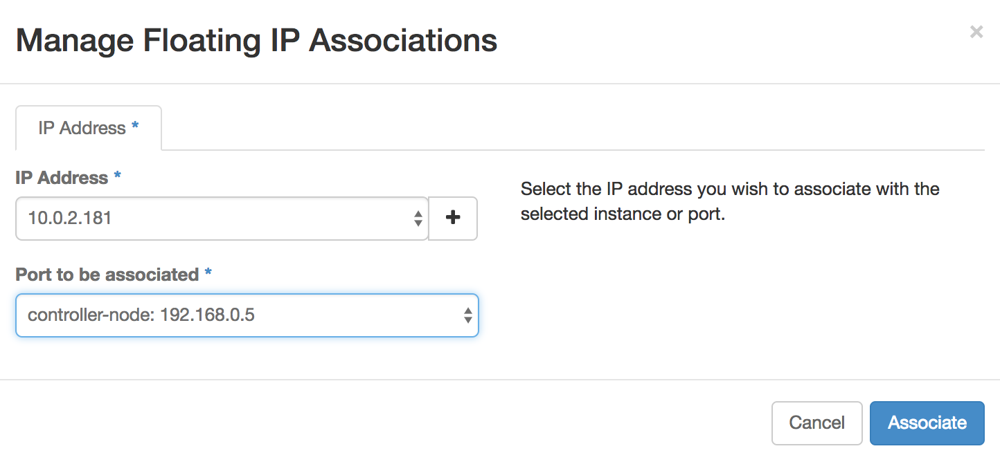 Manage Floating IP Associations
×
IP Address *
IP Address *
10.0.2.181
Select the IP address you wish to associate with the
selected instance or port.
Port to be associated *
controller-node: 192.168.0.5
Cancel
Associate